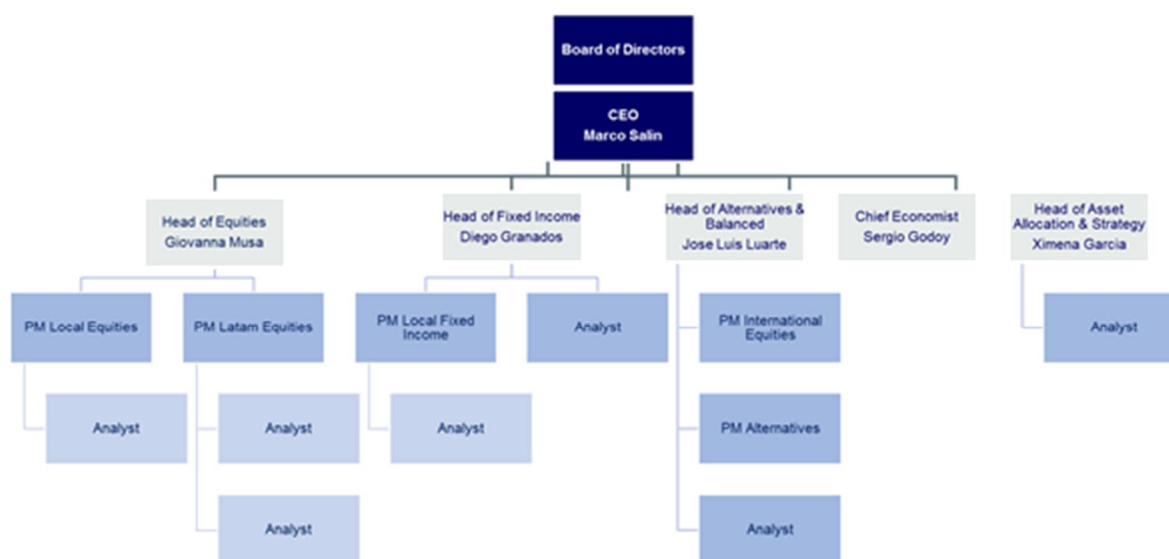 Board of Directors
CEO
Marco Salin
Head of Equities
Giovanna Musa
Head of Fixed Income
Diego Granados
Head of Alternatives &
Balanced
Jose Luis Luarte
Chief Economist
Sergio Godoy
Head of Asset
Allocation & Strategy
Ximena Garcia
PM Local Equities
PM Latam Equities
PM Local Fixed
Income
Analyst
PM International
Equities
Analyst
Analyst
Analyst
Analyst
PM Alternatives
Analyst
Analyst